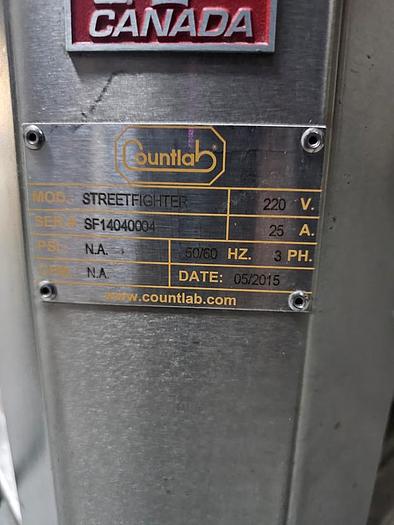 CANADA
Countlab®
MOD. STREETFIGHTER 220 V.
SER.# SF14040004 25 A.
PSI. N.A. 50/60 HZ. 3 PH.
CFM. N.A. DATE: 05/2015
www.countlab.com